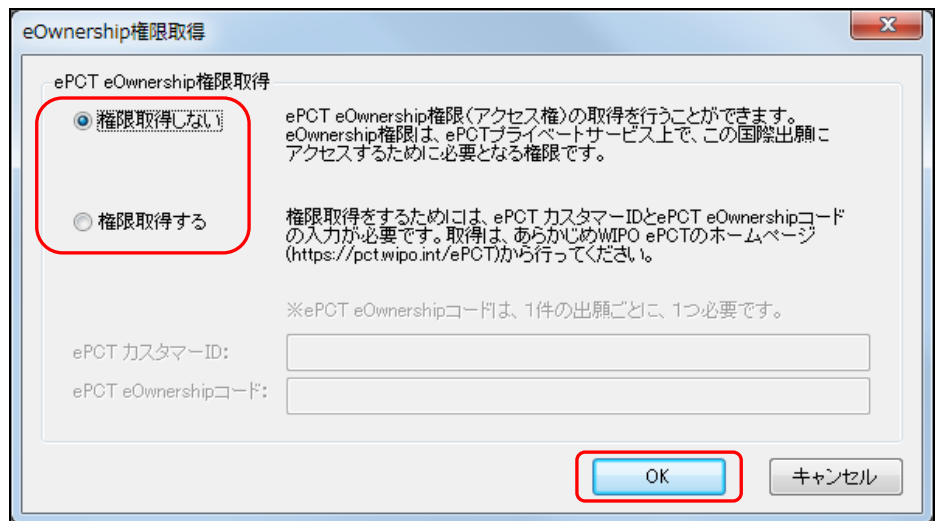 eOwnership権限取得
ePCT eOwnership権限取得
権限取得しない
ePCT eOwnership権限(アクセス権)の取得を行うことができます。
eOwnership権限は、ePCTプライベートサービス上で、この国際出願に
アクセスするために必要となる権限です。
権限取得する
権限取得をするためには、ePCT カスタマーIDとePCT eOwnershipコード
の入力が必要です。取得は、あらかじめWIPO ePCTのホームページ
(https://pct.wipo.int/ePCT)から行ってください。
※ePCT eOwnershipコードは、1件の出願ごとに、1つ必要です。
ePCT カスタマーID:
ePCT eOwnershipコード:
OK
キャンセル